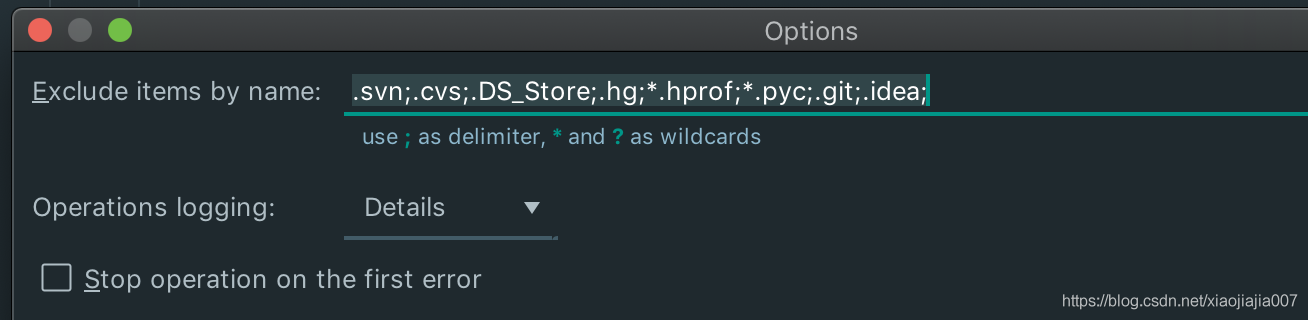 Options
Exclude items by name: .svn;.cvs;.DS_Store;.hg;*.hprof;*.pyc;.git;.idea;
use ; as delimiter, * and ? as wildcards
Operations logging: Details
Stop operation on the first error
https://blog.csdn.net/xiaojiajia007